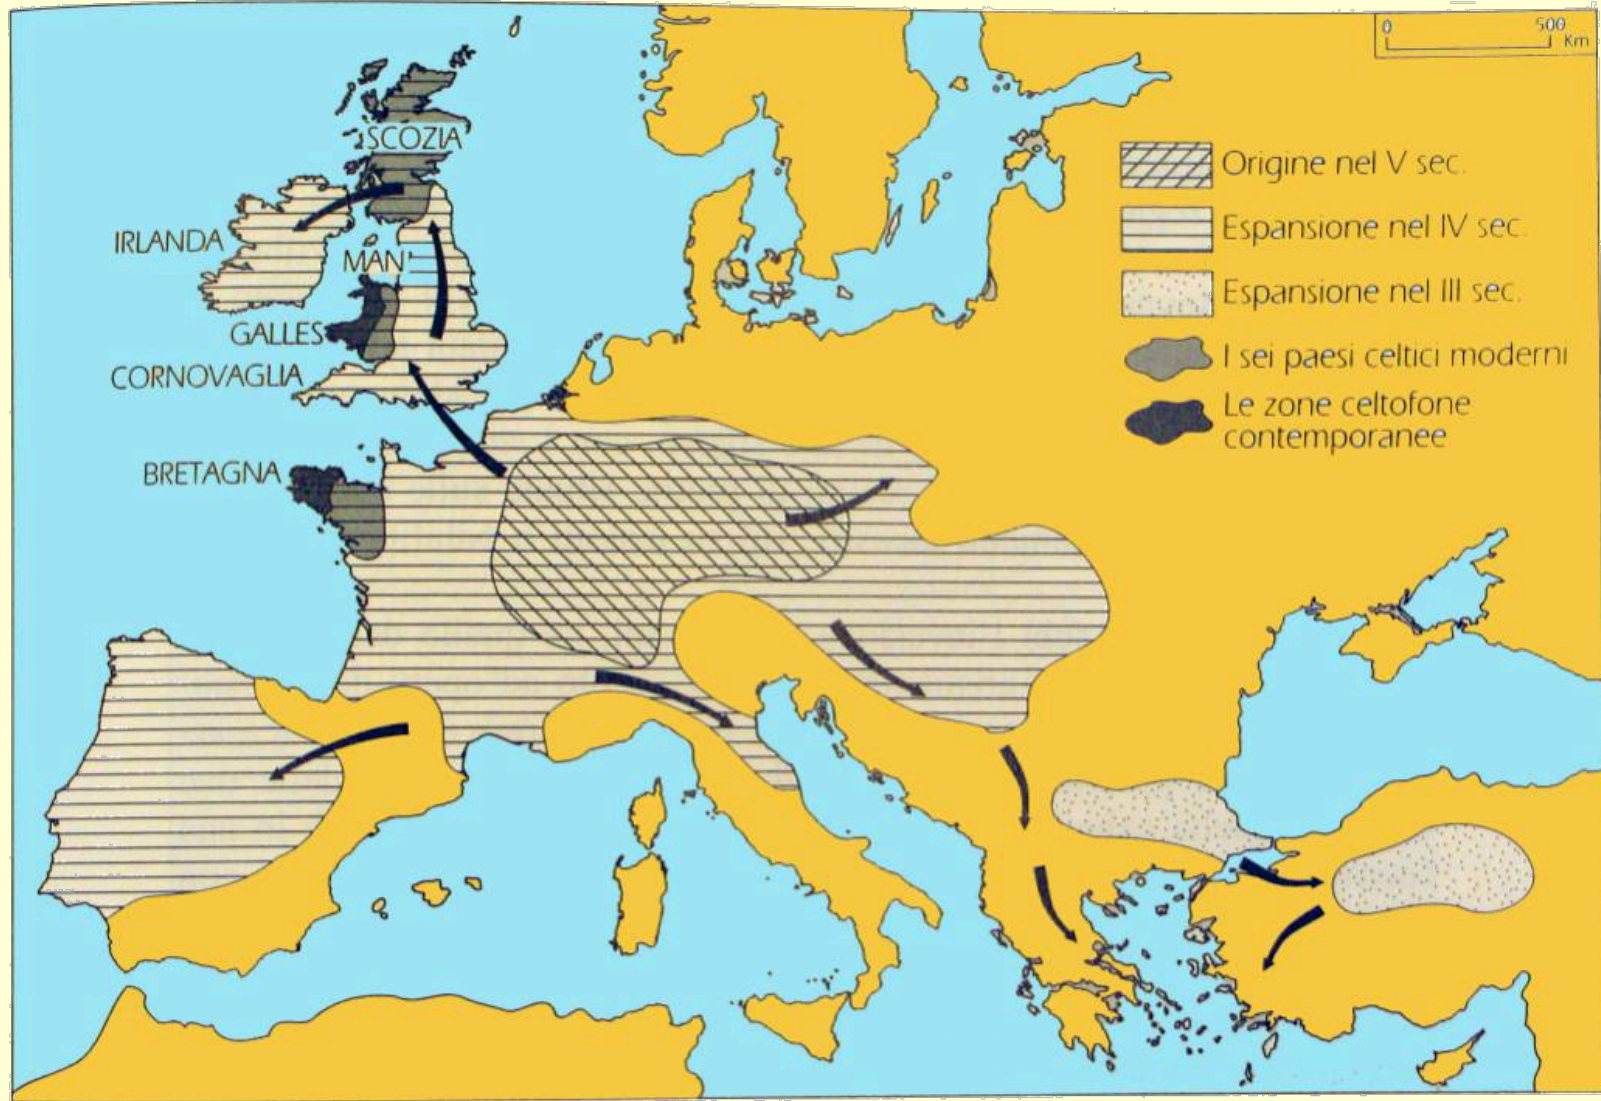 0 500
Km
SCOZIA
IRLANDA
MAN
GALLES
CORNOVAGLIA
BRETAGNA
Origine nel V sec.
Espansione nel IV sec.
Espansione nel III sec.
I sei paesi celtici moderni
Le zone celtofone
contemporanee